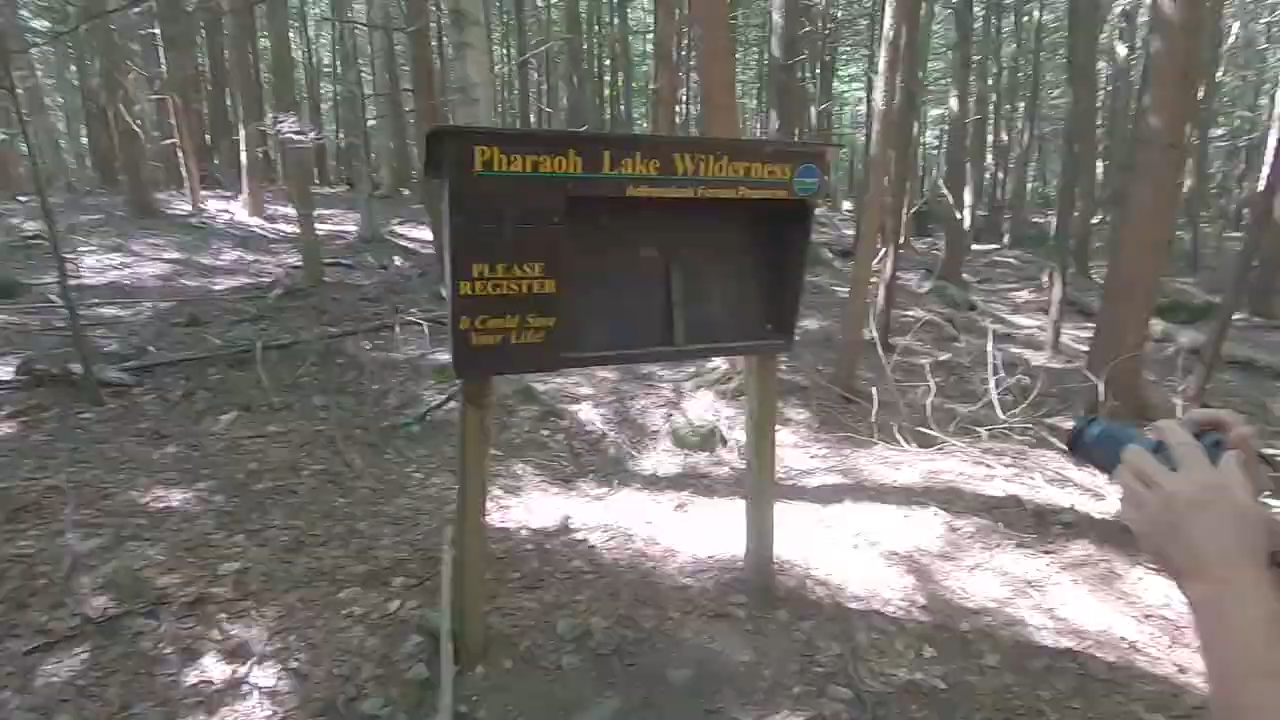 Pharaoh Lake Wilderness
Adirondack Forest Preserve
PLEASE
REGISTER
It Could Save
Your Life!